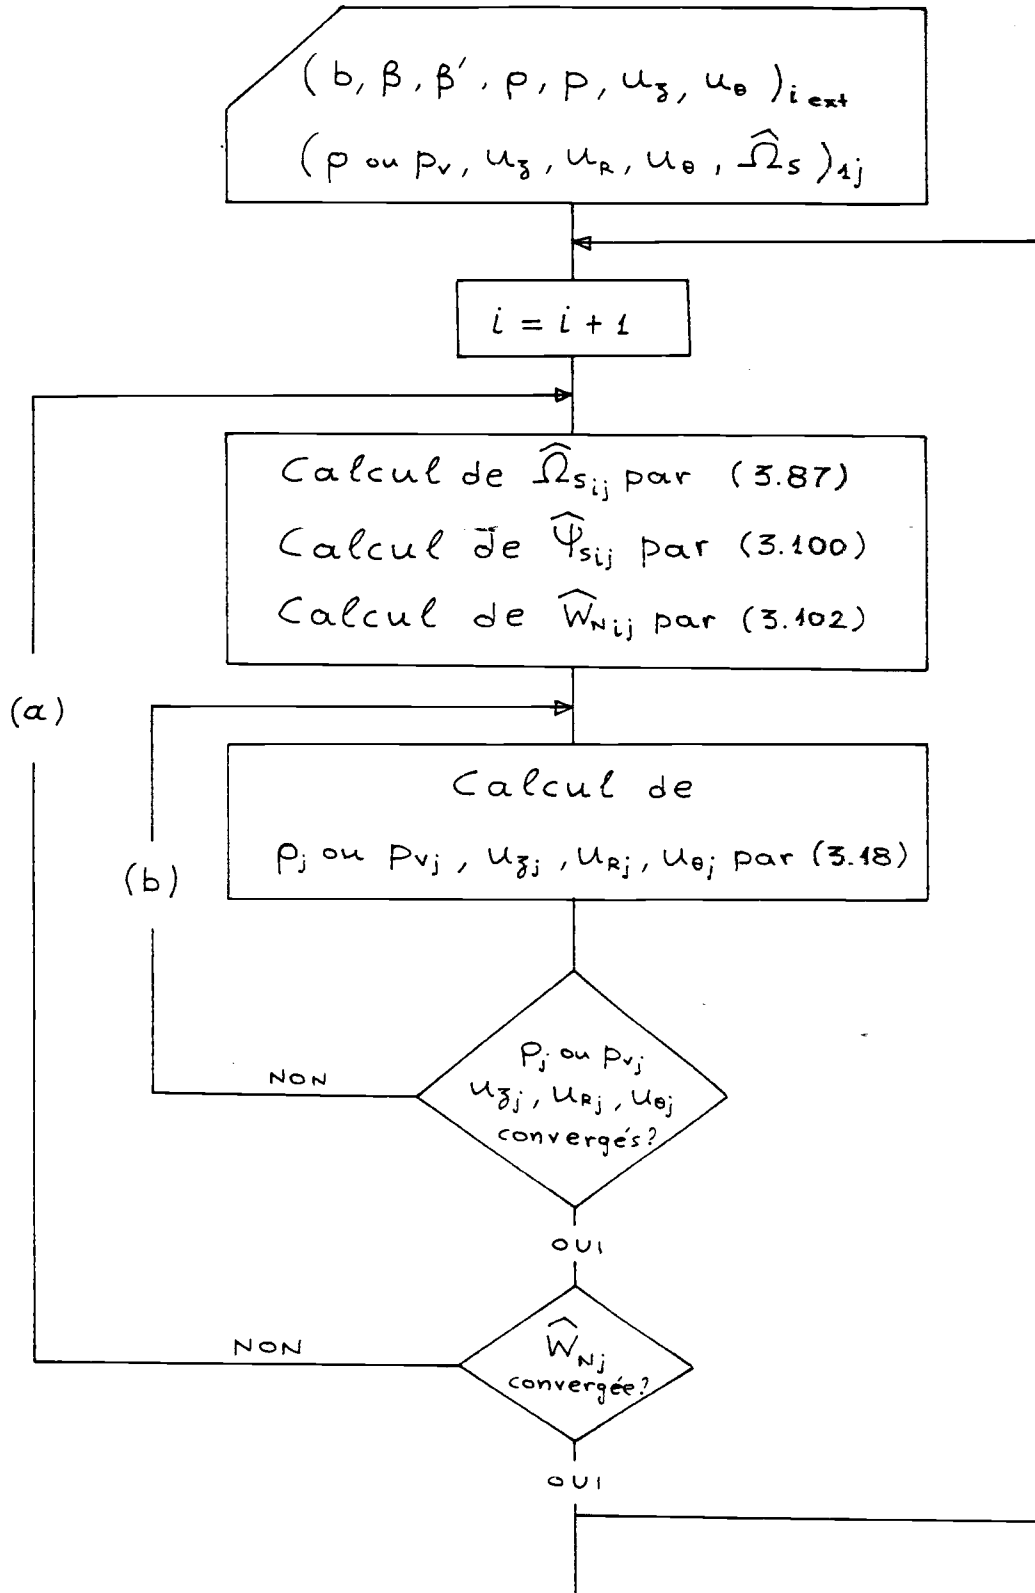 (b, β, β', ρ, p, u_z, u_θ)_i ext
(ρ ou p_v, u_z, u_R, u_θ, Ω̂_S)_1j
i = i + 1
Calcul de Ω̂_Sij par (3.87)
Calcul de Ψ̂_Sij par (3.100)
Calcul de Ŵ_Nij par (3.102)
(a)
Calcul de
ρ_j ou p_vj, u_zj, u_Rj, u_θj par (3.18)
(b)
ρ_j ou p_vj
u_zj, u_Rj, u_θj
convergés?
NON
OUI
Ŵ_Nj
convergée?
NON
OUI